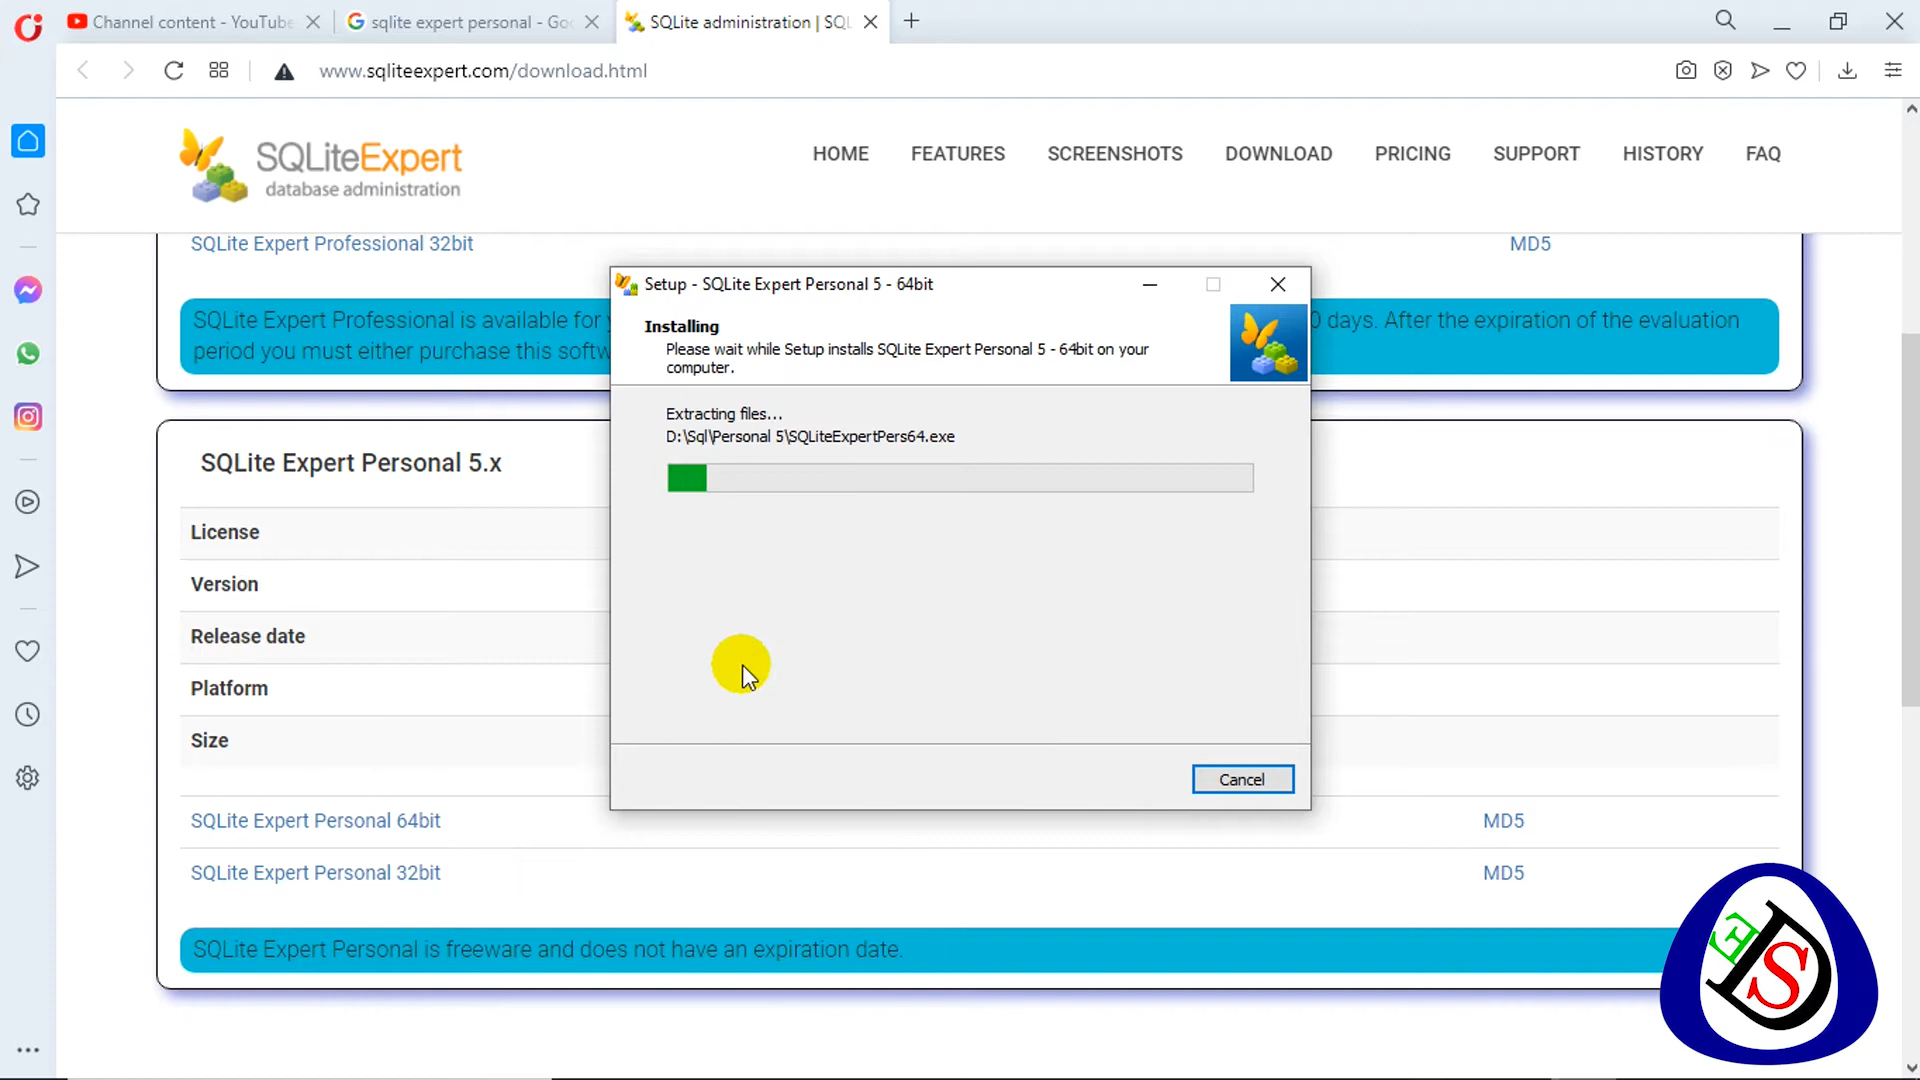 Channel content - YouTube
sqlite expert personal - Goo
SQLite administration | SQL
www.sqliteexpert.com/download.html
SQLiteExpert
database administration
HOME
FEATURES
SCREENSHOTS
DOWNLOAD
PRICING
SUPPORT
HISTORY
FAQ
SQLite Expert Professional 32bit
MD5
SQLite Expert Professional is available for
0 days. After the expiration of the evaluation
period you must either purchase this softw
Setup - SQLite Expert Personal 5 - 64bit
Installing
Please wait while Setup installs SQLite Expert Personal 5 - 64bit on your
computer.
Extracting files...
D:\Sql\Personal 5\SQLiteExpertPers64.exe
Cancel
SQLite Expert Personal 5.x
License
Version
Release date
Platform
Size
SQLite Expert Personal 64bit
MD5
SQLite Expert Personal 32bit
MD5
SQLite Expert Personal is freeware and does not have an expiration date.
E D S